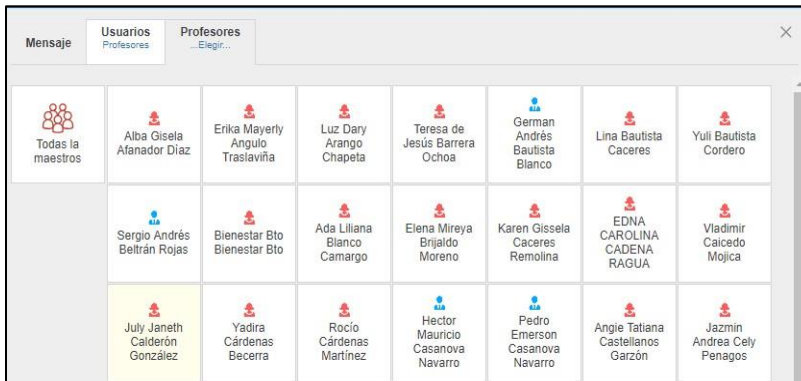 Mensaje
Usuarios
Profesores
Profesores
...Elegir...
Todas la
maestros
Alba Gisela
Afanador Díaz
Erika Mayerly
Angulo
Traslaviña
Luz Dary
Arango
Chapeta
Teresa de
Jesús Barrera
Ochoa
German
Andrés
Bautista
Blanco
Lina Bautista
Caceres
Yuli Bautista
Cordero
Sergio Andrés
Beltrán Rojas
Bienestar Bto
Bienestar Bto
Ada Liliana
Blanco
Camargo
Elena Mireya
Brijaldo
Moreno
Karen Gissela
Caceres
Remolina
EDNA
CAROLINA
CADENA
RAGUA
Vladimir
Caicedo
Mojica
July Janeth
Calderón
González
Yadira
Cárdenas
Becerra
Rocío
Cárdenas
Martínez
Hector
Mauricio
Casanova
Navarro
Pedro
Emerson
Casanova
Navarro
Angie Tatiana
Castellanos
Garzón
Jazmin
Andrea Cely
Penagos